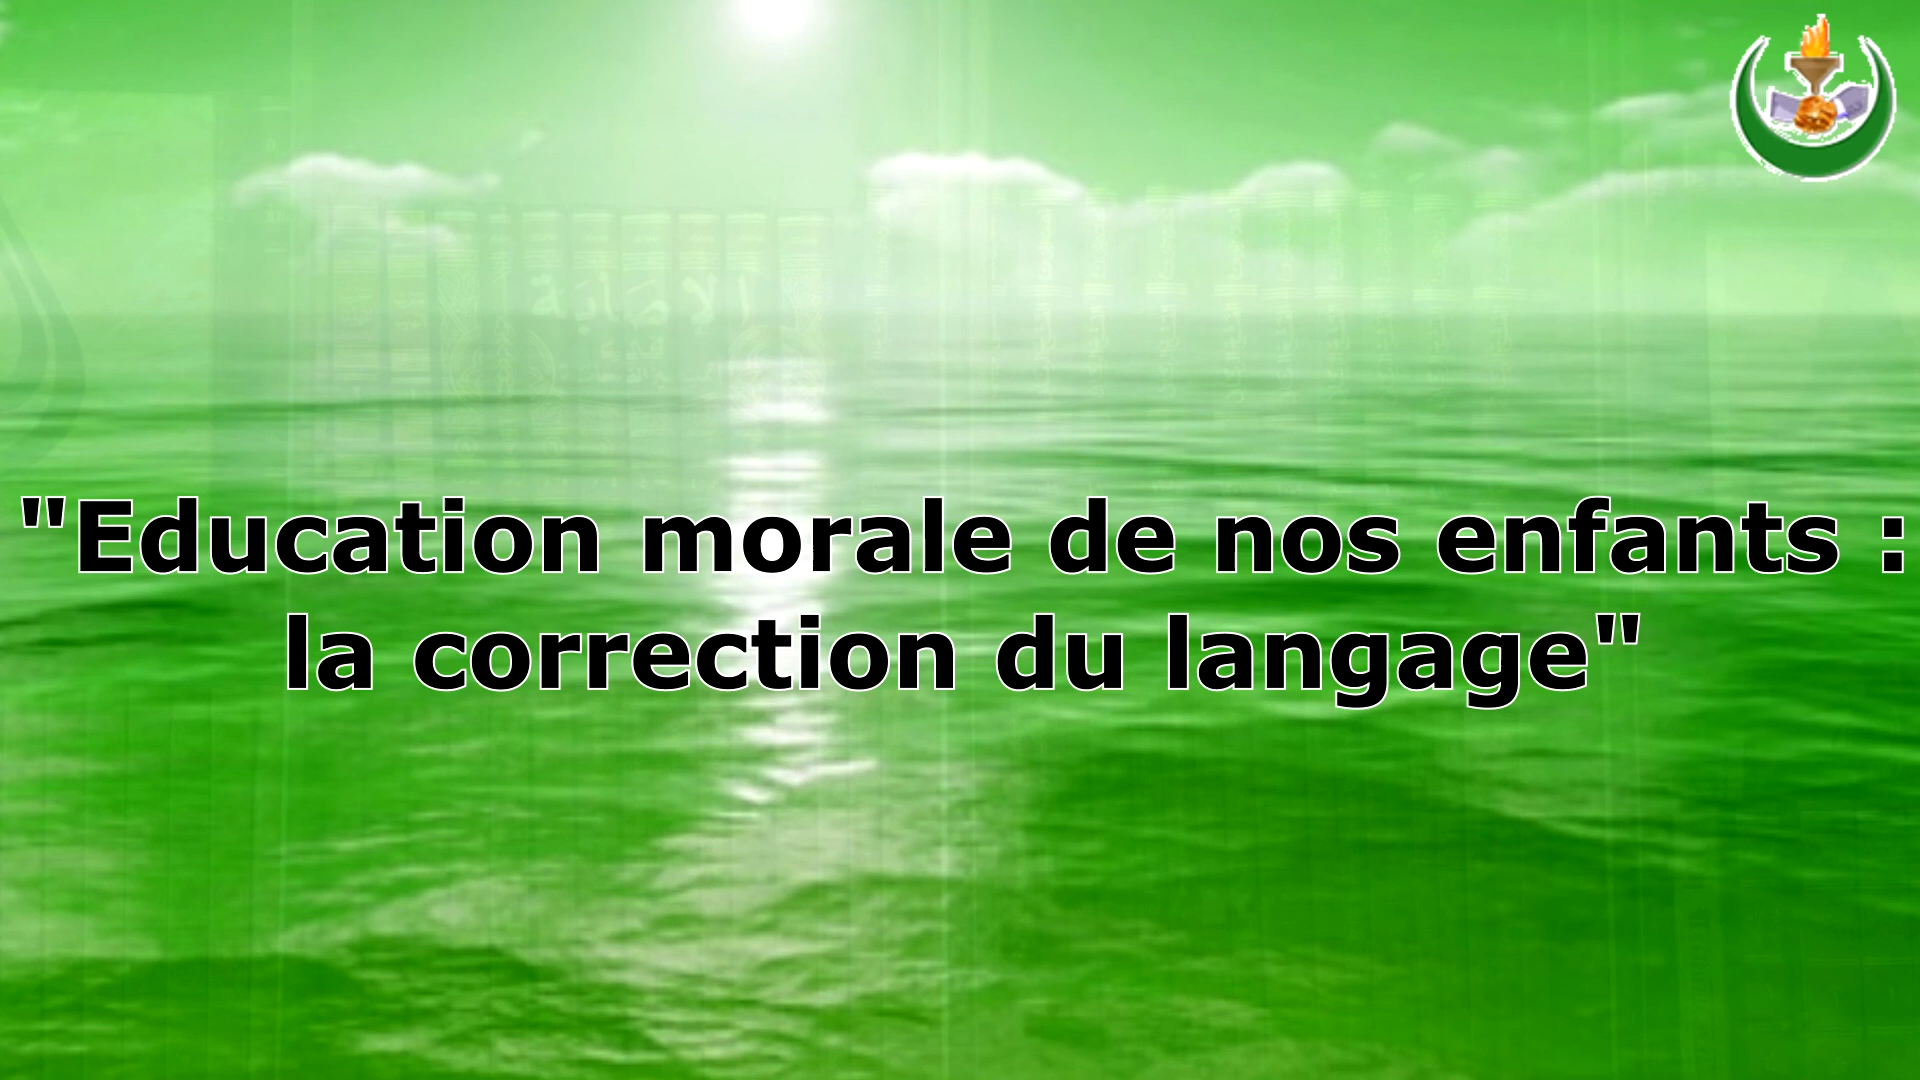 "Education morale de nos enfants :
la correction du langage"